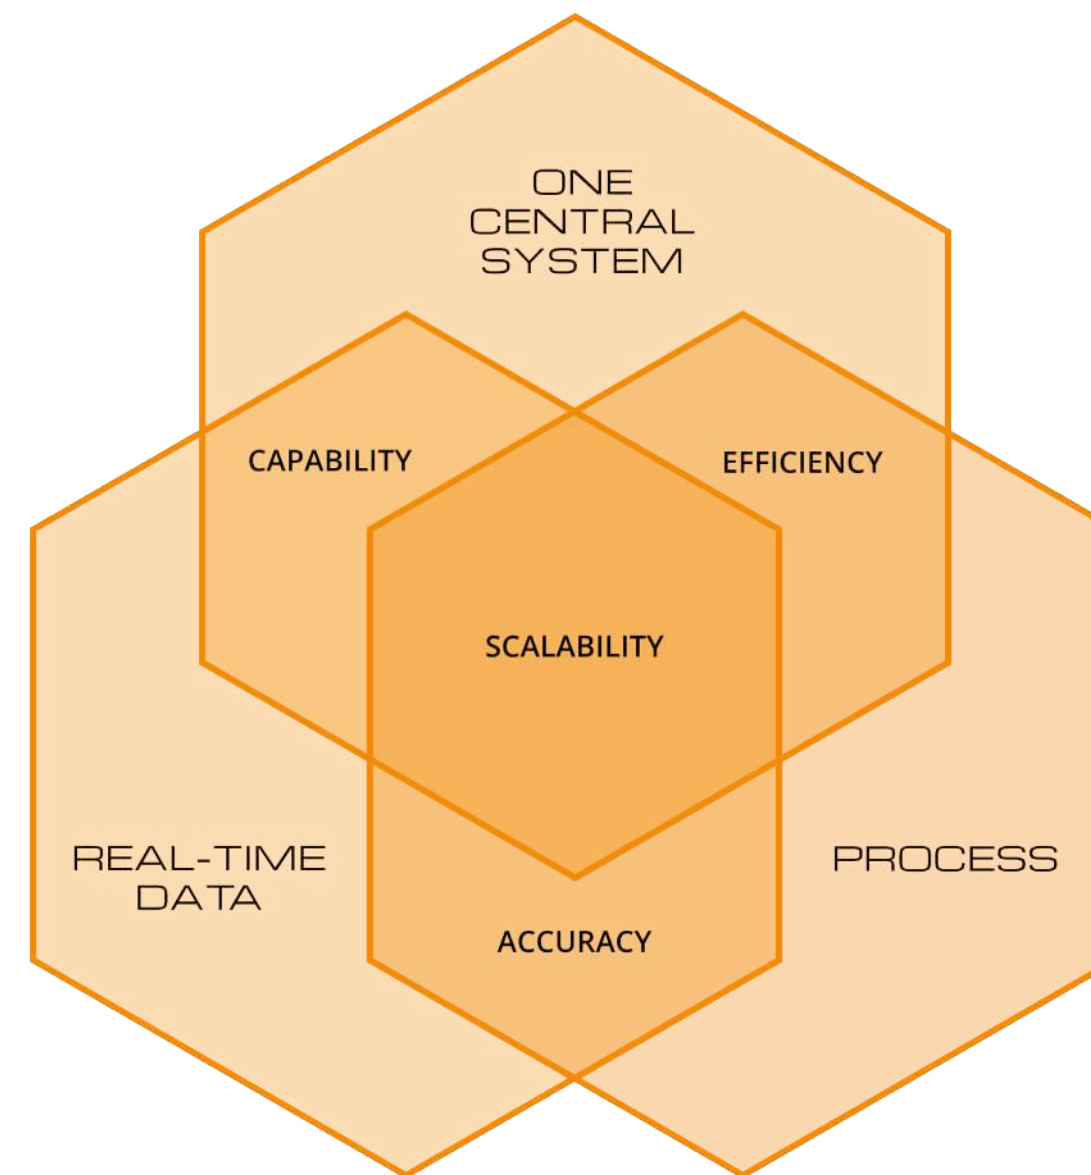 ONE
CENTRAL
SYSTEM
CAPABILITY
EFFICIENCY
SCALABILITY
REAL-TIME
DATA
PROCESS
ACCURACY